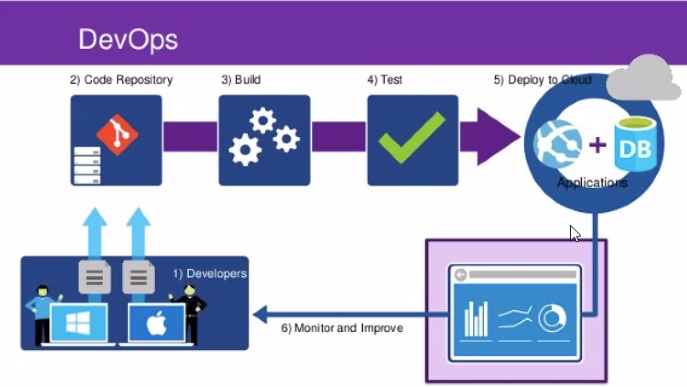 DevOps
2) Code Repository
3) Build
4) Test
5) Deploy to Cloud
DB
Applications
1) Developers
6) Monitor and Improve